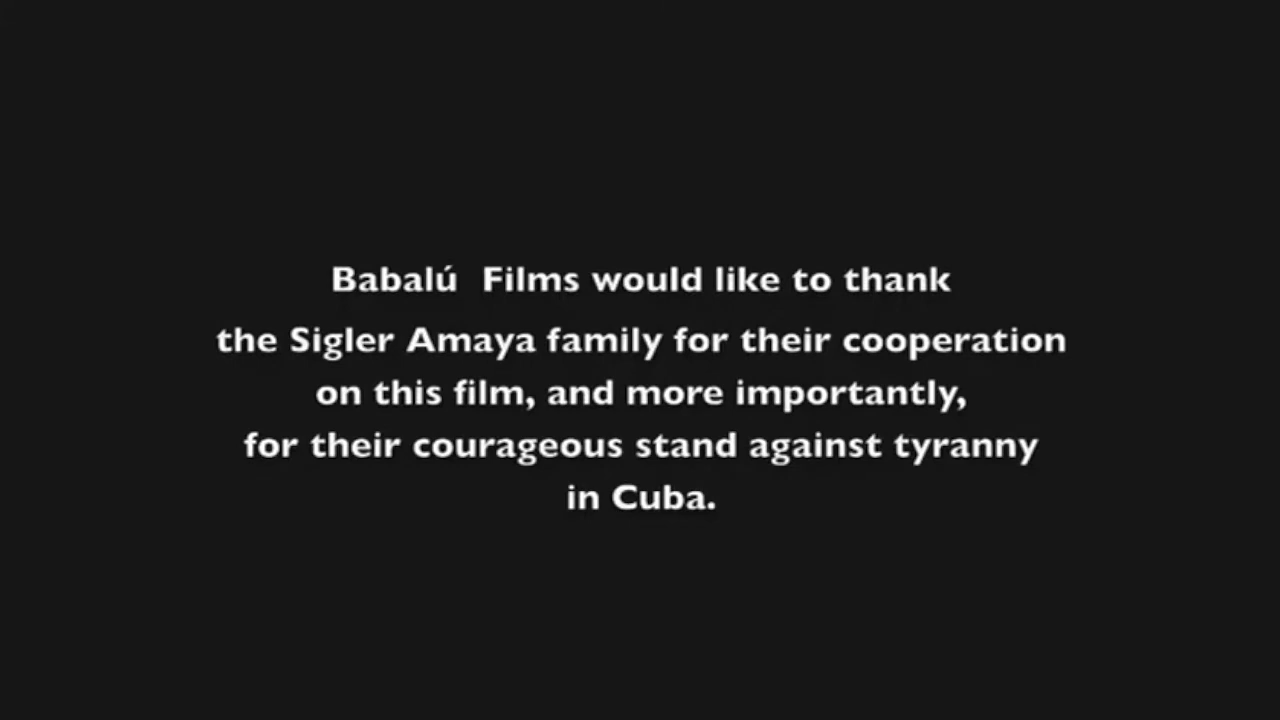 Babalú  Films would like to thank
the Sigler Amaya family for their cooperation
on this film, and more importantly,
for their courageous stand against tyranny
in Cuba.